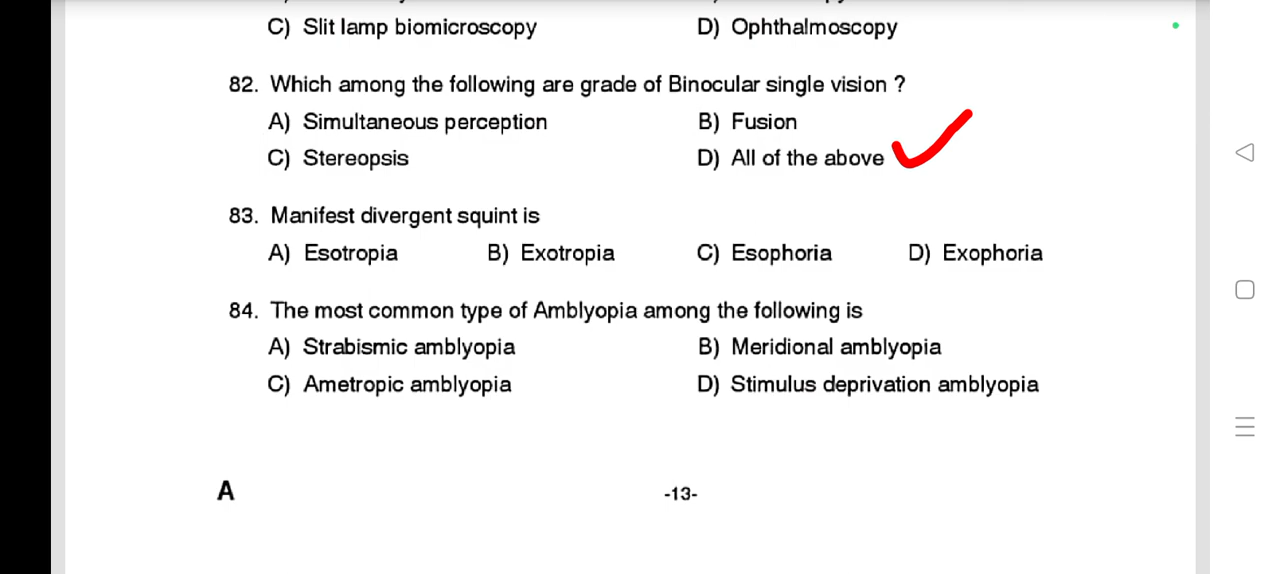 C) Slit lamp biomicroscopy D) Ophthalmoscopy
82. Which among the following are grade of Binocular single vision ?
A) Simultaneous perception B) Fusion
C) Stereopsis D) All of the above
83. Manifest divergent squint is
A) Esotropia B) Exotropia C) Esophoria D) Exophoria
84. The most common type of Amblyopia among the following is
A) Strabismic amblyopia B) Meridional amblyopia
C) Ametropic amblyopia D) Stimulus deprivation amblyopia
A -13-